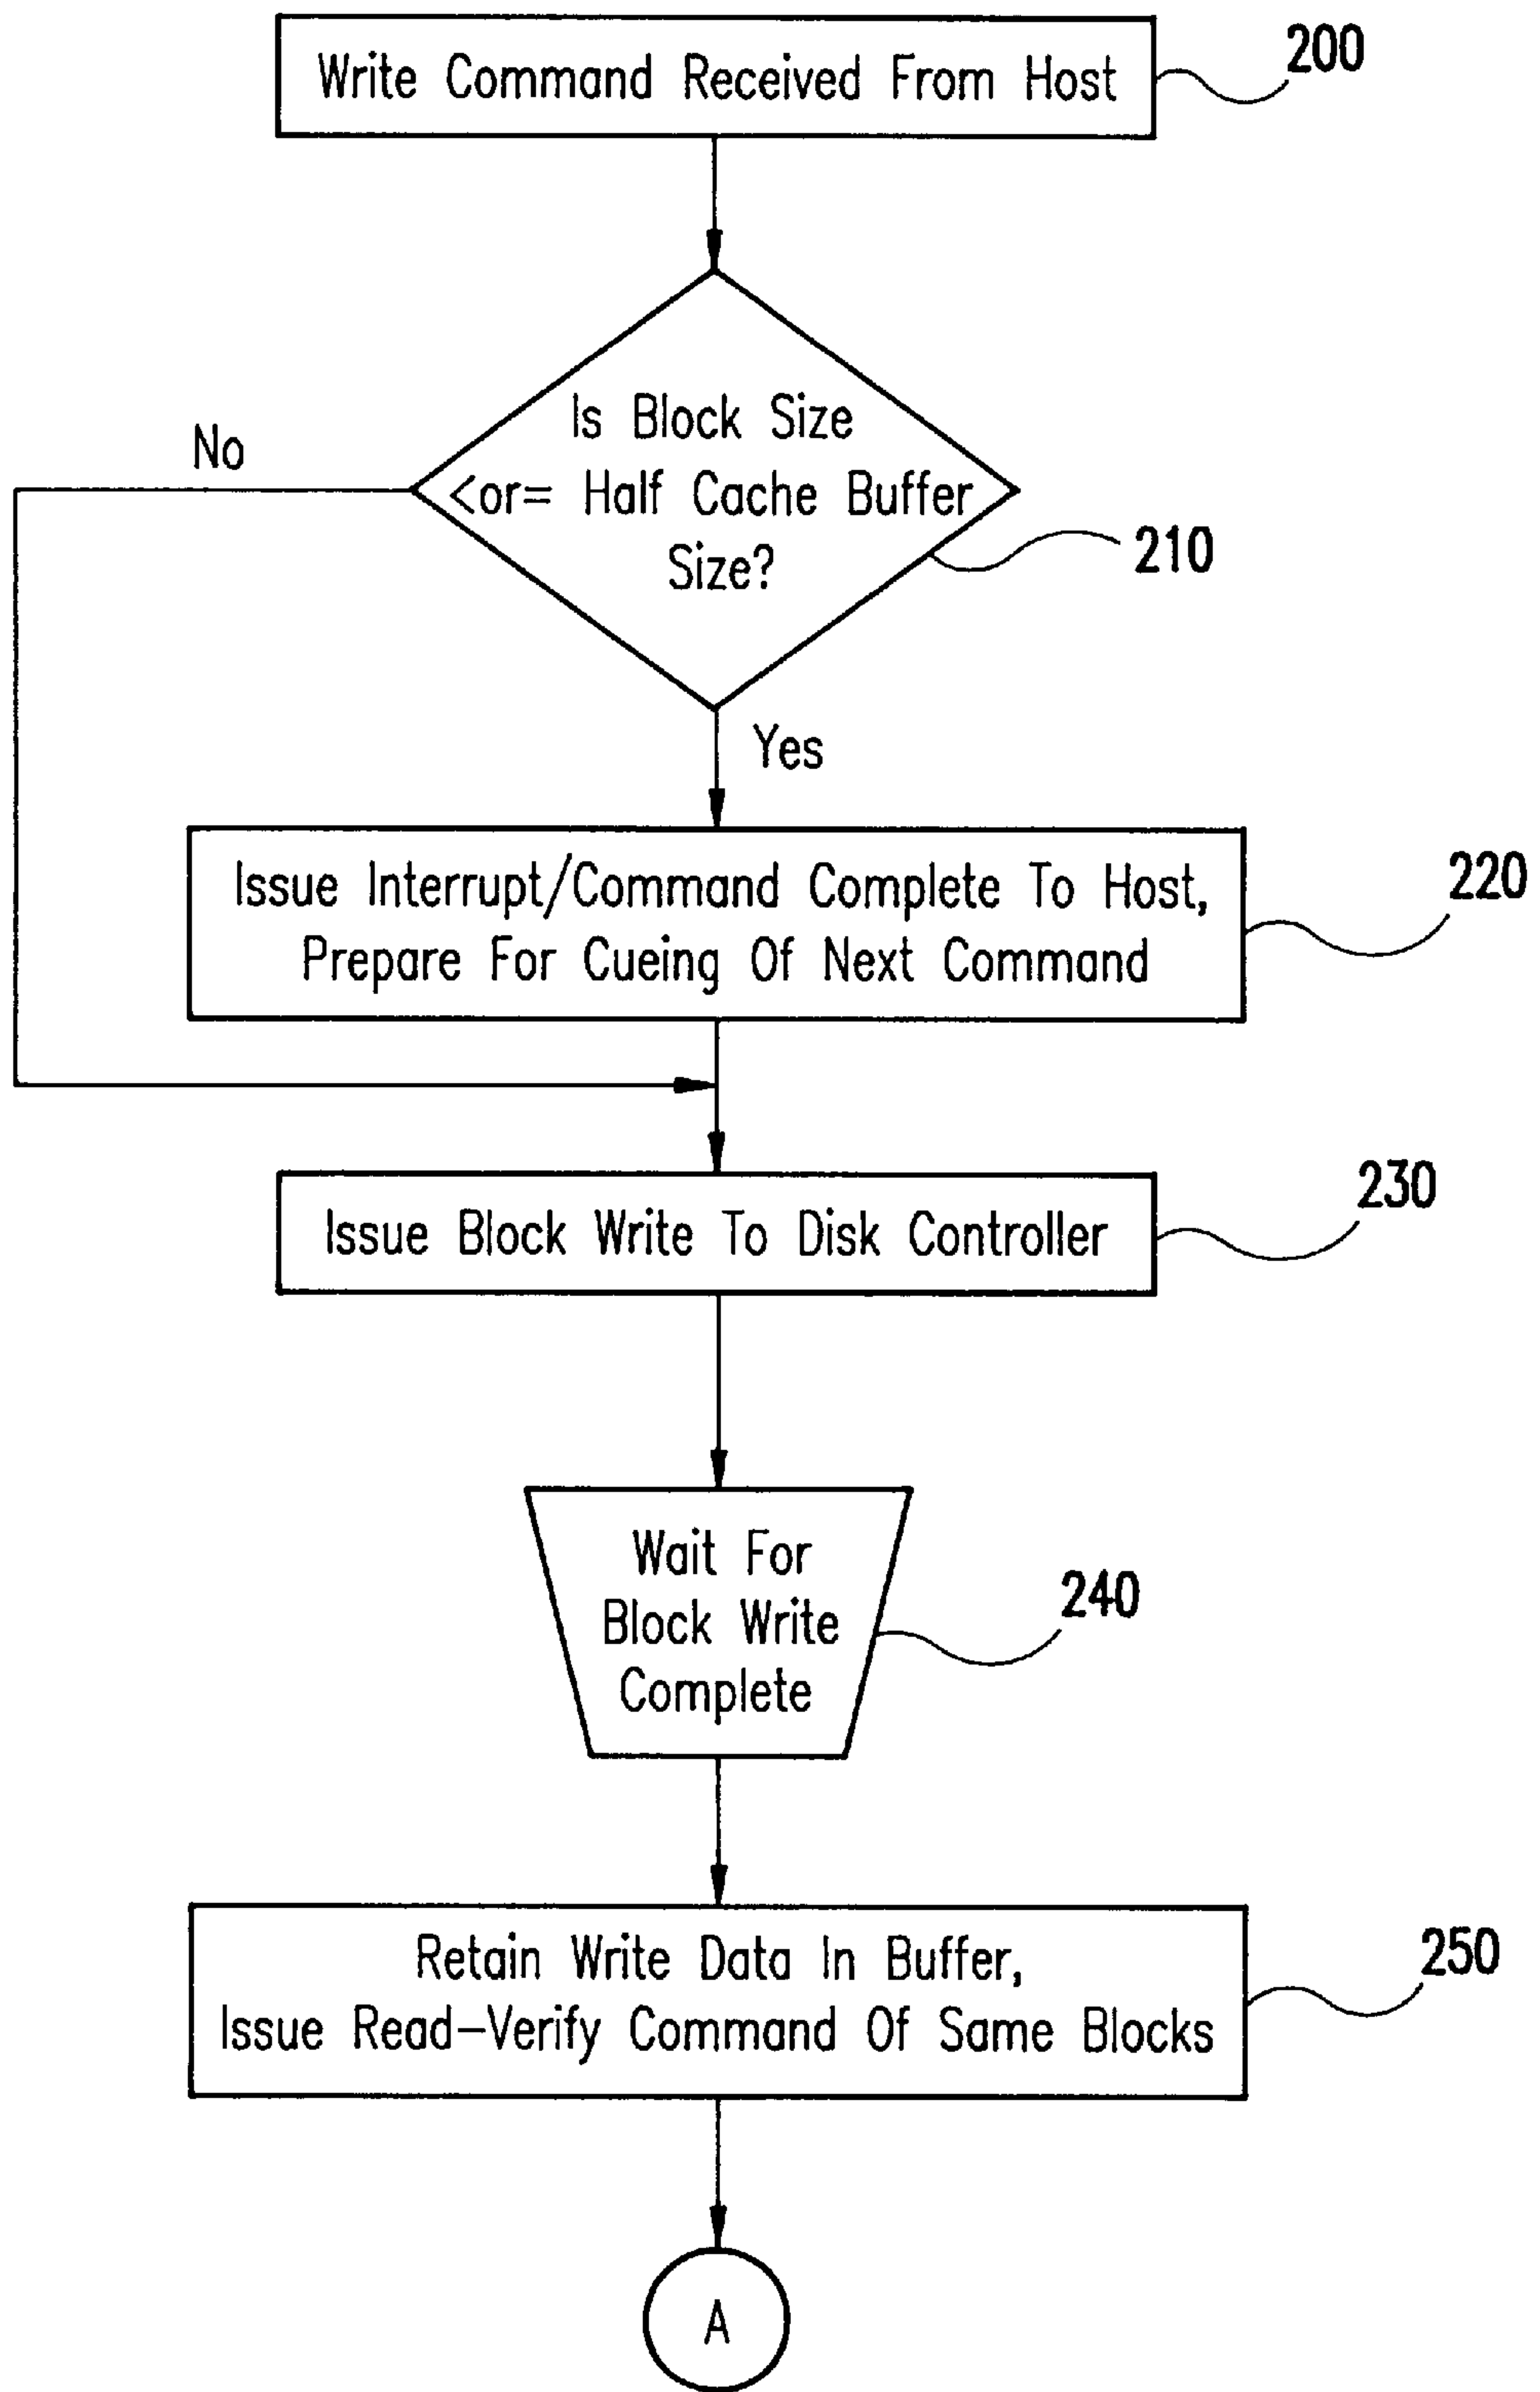 Write Command Received From Host
200
Is Block Size
<or= Half Cache Buffer
Size?
No
210
Yes
Issue Interrupt/Command Complete To Host,
Prepare For Cueing Of Next Command
220
Issue Block Write To Disk Controller
230
Wait For
Block Write
Complete
240
Retain Write Data In Buffer,
Issue Read-Verify Command Of Same Blocks
250
A